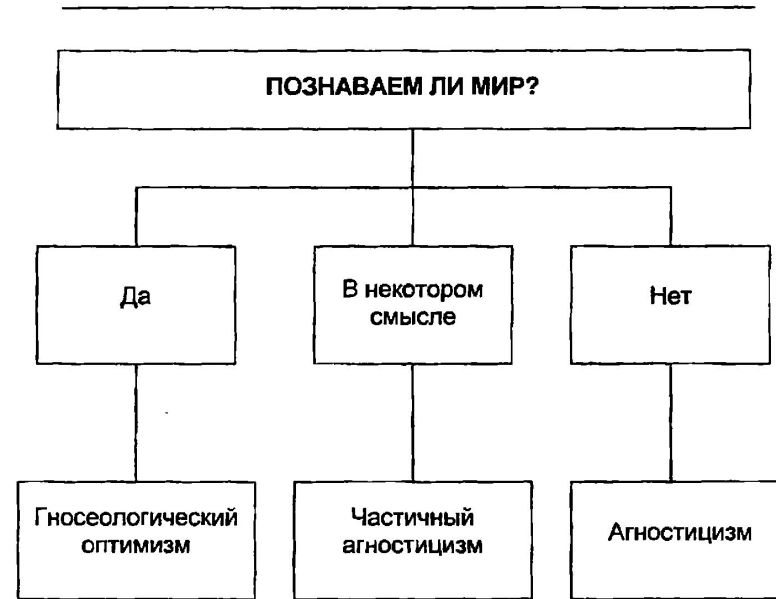 ПОЗНАВАЕМ ЛИ МИР?
Да
В некотором
смысле
Нет
Гносеологический
оптимизм
Частичный
агностицизм
Агностицизм